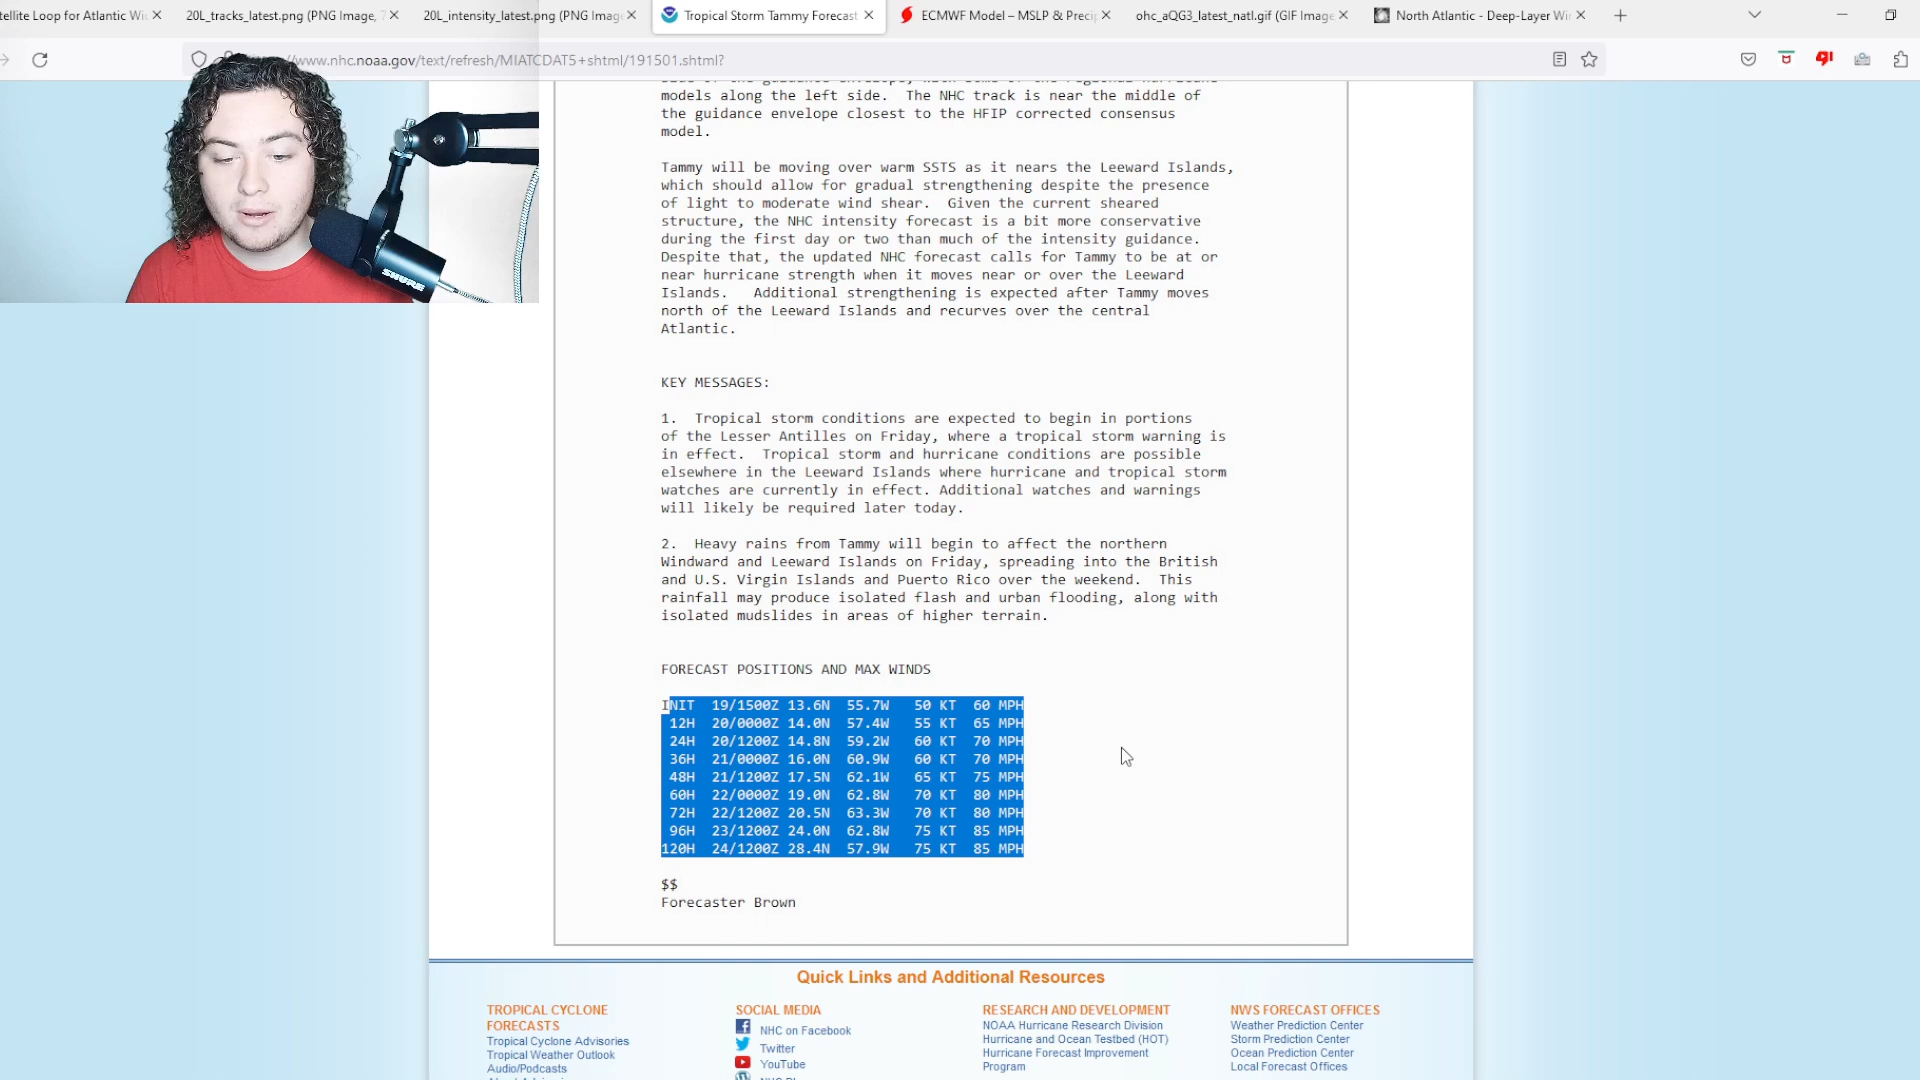 tellite Loop for Atlantic Wi
20L_tracks_latest.png (PNG Image, 7
20L_intensity_latest.png (PNG Imag
Tropical Storm Tammy Forecast
ECMWF Model – MSLP & Preci
ohc_aQG3_latest_natl.gif (GIF Image
North Atlantic - Deep-Layer Wi
www.nhc.noaa.gov/text/refresh/MIATCDAT5+shtml/191501.shtml?
models along the left side. The NHC track is near the middle of
the guidance envelope closest to the HFIP corrected consensus
model.
Tammy will be moving over warm SSTS as it nears the Leeward Islands,
which should allow for gradual strengthening despite the presence
of light to moderate wind shear. Given the current sheared
structure, the NHC intensity forecast is a bit more conservative
during the first day or two than much of the intensity guidance.
Despite that, the updated NHC forecast calls for Tammy to be at or
near hurricane strength when it moves near or over the Leeward
Islands. Additional strengthening is expected after Tammy moves
north of the Leeward Islands and recurves over the central
Atlantic.
KEY MESSAGES:
1. Tropical storm conditions are expected to begin in portions
of the Lesser Antilles on Friday, where a tropical storm warning is
in effect. Tropical storm and hurricane conditions are possible
elsewhere in the Leeward Islands where hurricane and tropical storm
watches are currently in effect. Additional watches and warnings
will likely be required later today.
2. Heavy rains from Tammy will begin to affect the northern
Windward and Leeward Islands on Friday, spreading into the British
and U.S. Virgin Islands and Puerto Rico over the weekend. This
rainfall may produce isolated flash and urban flooding, along with
isolated mudslides in areas of higher terrain.
FORECAST POSITIONS AND MAX WINDS
INIT 19/1500Z 13.6N 55.7W 50 KT 60 MPH
12H 20/0000Z 14.0N 57.4W 55 KT 65 MPH
24H 20/1200Z 14.8N 59.2W 60 KT 70 MPH
36H 21/0000Z 16.0N 60.9W 60 KT 70 MPH
48H 21/1200Z 17.5N 62.1W 65 KT 75 MPH
60H 22/0000Z 19.0N 62.8W 70 KT 80 MPH
72H 22/1200Z 20.5N 63.3W 70 KT 80 MPH
96H 23/1200Z 24.0N 62.8W 75 KT 85 MPH
120H 24/1200Z 28.4N 57.9W 75 KT 85 MPH
$$
Forecaster Brown
SHURE
Quick Links and Additional Resources
TROPICAL CYCLONE
FORECASTS
Tropical Cyclone Advisories
Tropical Weather Outlook
Audio/Podcasts
SOCIAL MEDIA
NHC on Facebook
Twitter
YouTube
RESEARCH AND DEVELOPMENT
NOAA Hurricane Research Division
Hurricane and Ocean Testbed (HOT)
Hurricane Forecast Improvement
Program
NWS FORECAST OFFICES
Weather Prediction Center
Storm Prediction Center
Ocean Prediction Center
Local Forecast Offices